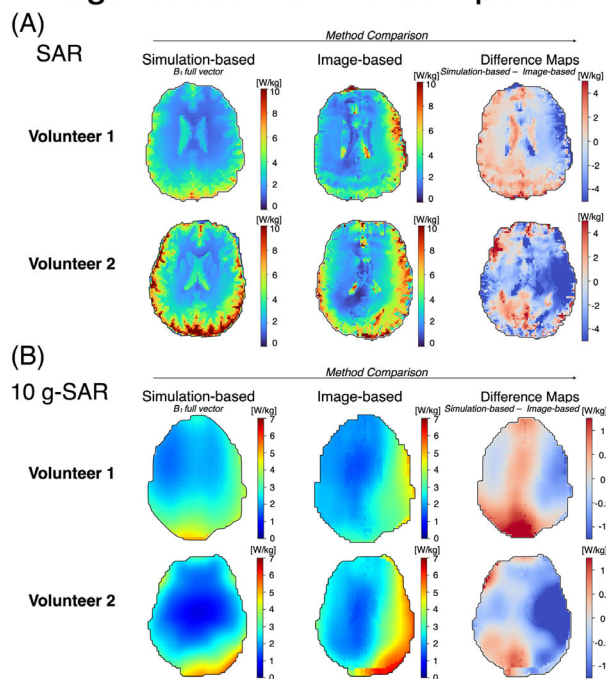 (A)
Method Comparison
SAR
Simulation-based
Image-based
Difference Maps
B₁ full vector
Simulation-based – Image-based
[W/kg]
[W/kg]
[W/kg]
Volunteer 1
10
8
6
4
2
0
10
8
6
4
2
0
4
2
0
-2
-4
[W/kg]
[W/kg]
[W/kg]
Volunteer 2
10
8
6
4
2
0
10
8
6
4
2
0
4
2
0
-2
-4
(B)
Method Comparison
10 g-SAR
Simulation-based
Image-based
Difference Maps
B₁ full vector
Simulation-based – Image-based
[W/kg]
[W/kg]
[W/kg]
Volunteer 1
7
6
5
4
3
2
1
0
7
6
5
4
3
2
1
0
[W/kg]
[W/kg]
[W/kg]
Volunteer 2
7
6
5
4
3
2
1
0
7
6
5
4
3
2
1
0